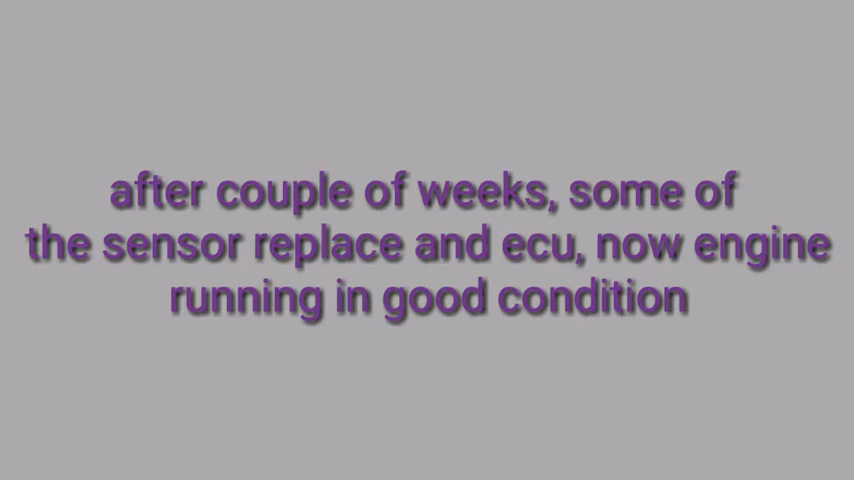 after couple of weeks, some of
the sensor replace and ecu, now engine
running in good condition